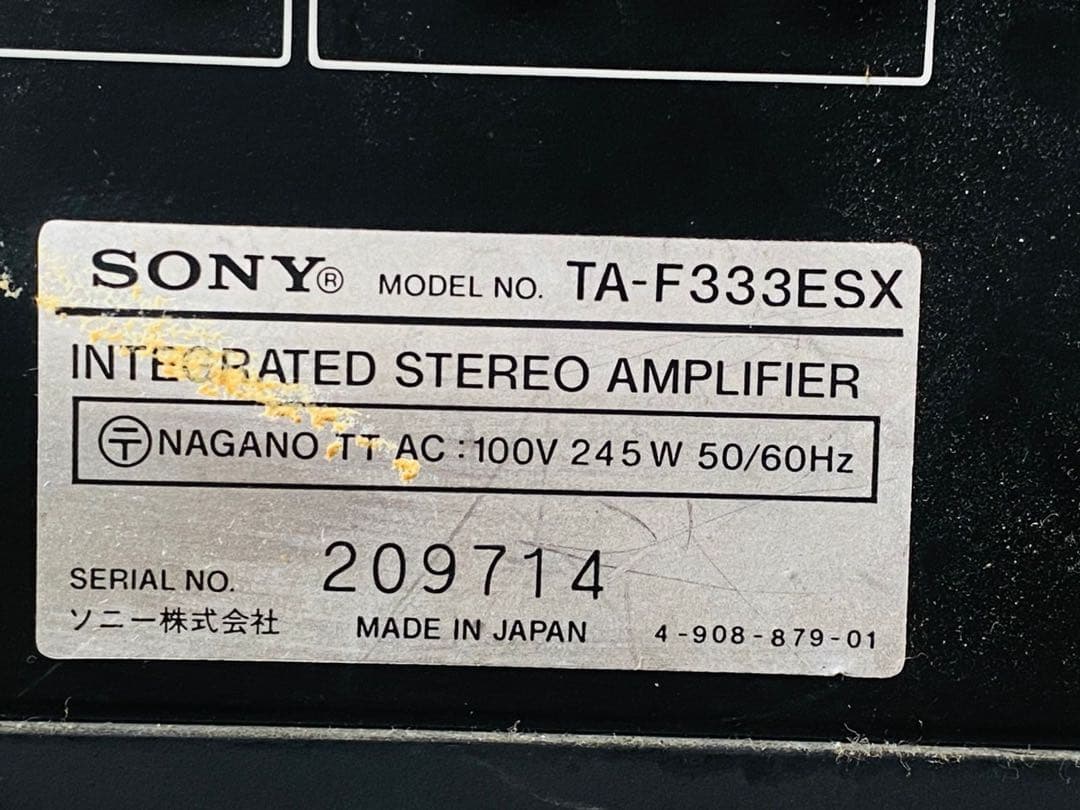 SONY® MODEL NO. TA-F333ESX
INTEGRATED STEREO AMPLIFIER
〶NAGANO TT AC : 100V 245W 50/60Hz
SERIAL NO. 209714
ソニー株式会社 MADE IN JAPAN 4-908-879-01